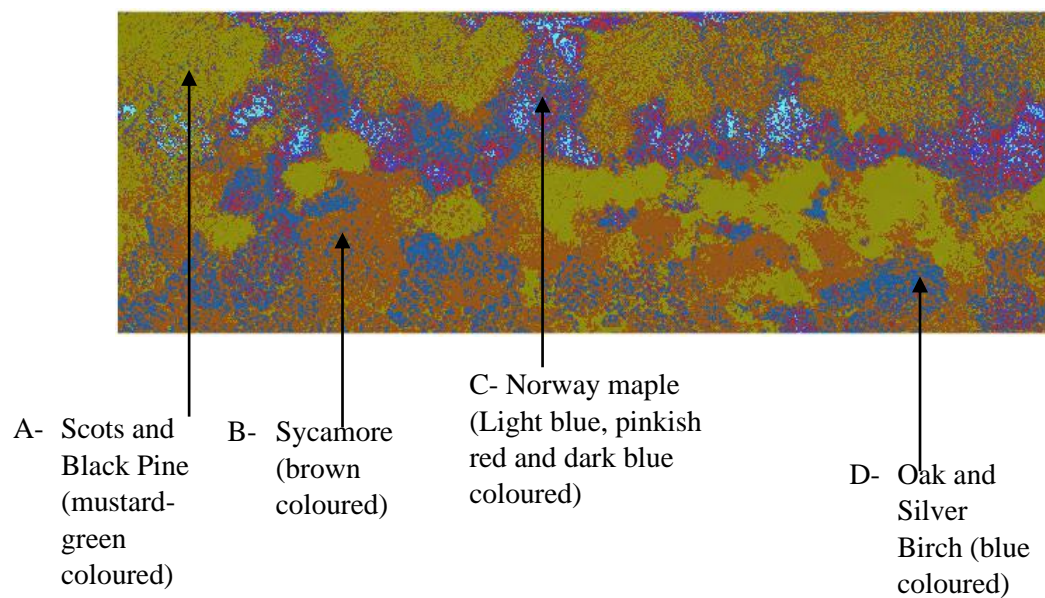 A- Scots and
Black Pine
(mustard-
green
coloured)
B- Sycamore
(brown
coloured)
C- Norway maple
(Light blue, pinkish
red and dark blue
coloured)
D- Oak and
Silver
Birch (blue
coloured)